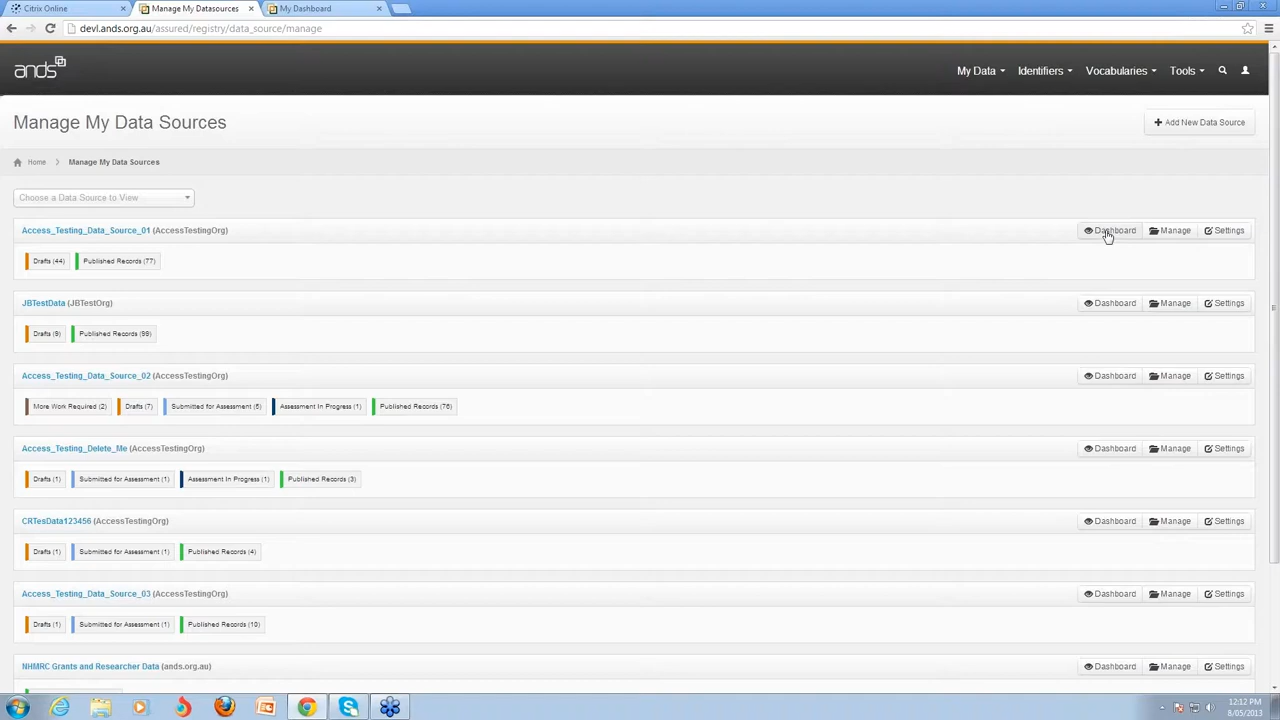 Citrix Online
Manage My Datasources
My Dashboard
devl.ands.org.au/assured/registry/data_source/manage
ands
My Data
Identifiers
Vocabularies
Tools
Manage My Data Sources
Add New Data Source
Home
Manage My Data Sources
Choose a Data Source to View
Access_Testing_Data_Source_01 (AccessTestingOrg)
Dashboard Manage Settings
Drafts (44) Published Records (77)
JBTestData (JBTestOrg)
Dashboard Manage Settings
Drafts (9) Published Records (99)
Access_Testing_Data_Source_02 (AccessTestingOrg)
Dashboard Manage Settings
More Work Required (2) Drafts (7) Submitted for Assessment (5) Assessment In Progress (1) Published Records (76)
Access_Testing_Delete_Me (AccessTestingOrg)
Dashboard Manage Settings
Drafts (1) Submitted for Assessment (1) Assessment In Progress (1) Published Records (3)
CRTesData123456 (AccessTestingOrg)
Dashboard Manage Settings
Drafts (1) Submitted for Assessment (1) Published Records (4)
Access_Testing_Data_Source_03 (AccessTestingOrg)
Dashboard Manage Settings
Drafts (1) Submitted for Assessment (1) Published Records (10)
NHMRC Grants and Researcher Data (ands.org.au)
Dashboard Manage Settings
12:12 PM
8/05/2013